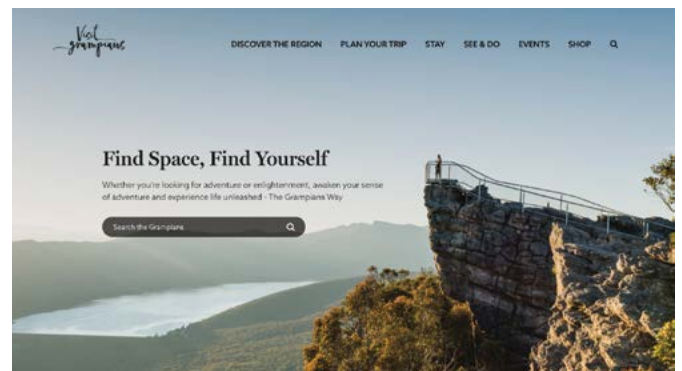 Visit
grampians
DISCOVER THE REGION PLAN YOUR TRIP STAY SEE & DO EVENTS SHOP
Find Space, Find Yourself
Whether you're looking for adventure or enlightenment, awaken your sense
of adventure and experience life unleashed - The Grampians Way
Search the Grampians